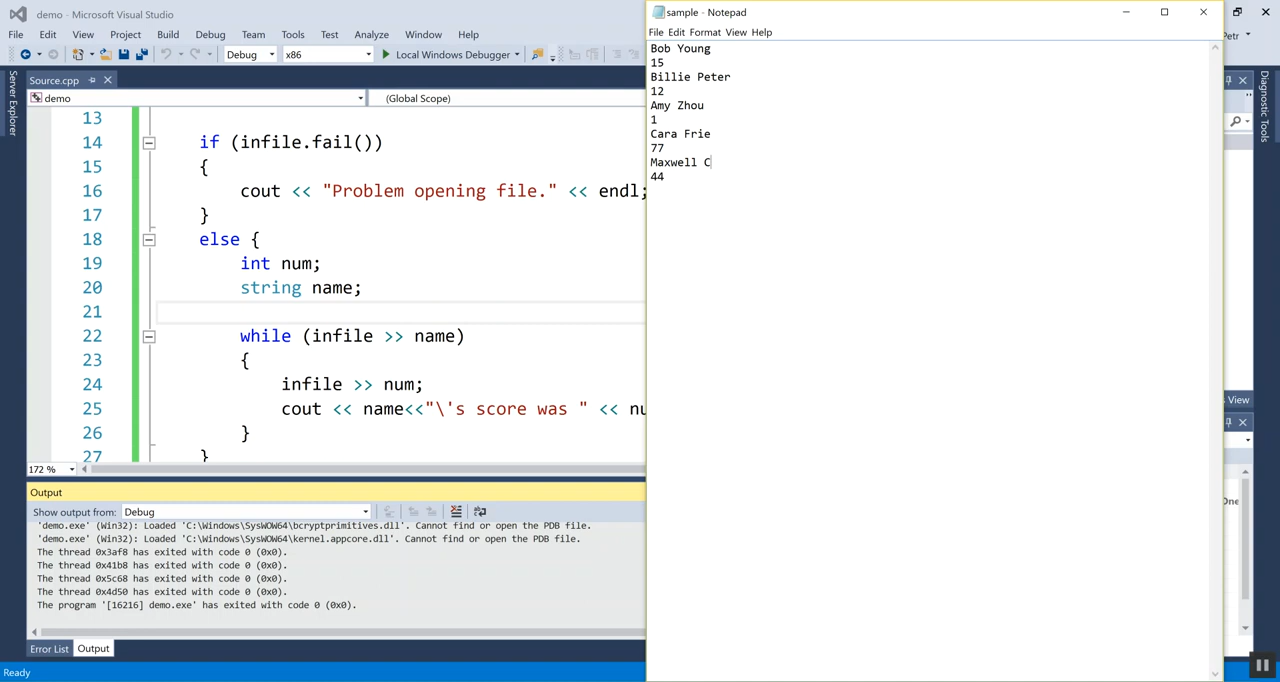 demo - Microsoft Visual Studio
File Edit View Project Build Debug Team Tools Test Analyze Window Help
Debug x86 Local Windows Debugger
Server Explorer
Source.cpp
demo (Global Scope)
13
14 if (infile.fail())
15 {
16 cout << "Problem opening file." << endl;
17 }
18 else {
19 int num;
20 string name;
21
22 while (infile >> name)
23 {
24 infile >> num;
25 cout << name<<"\'s score was " << nu
26 }
27 }
172 %
Output
Show output from: Debug
'demo.exe' (Win32): Loaded 'C:\Windows\SysWOW64\bcryptprimitives.dll'. Cannot find or open the PDB file.
'demo.exe' (Win32): Loaded 'C:\Windows\SysWOW64\kernel.appcore.dll'. Cannot find or open the PDB file.
The thread 0x3af8 has exited with code 0 (0x0).
The thread 0x41b8 has exited with code 0 (0x0).
The thread 0x5c68 has exited with code 0 (0x0).
The thread 0x4d50 has exited with code 0 (0x0).
The program '[16216] demo.exe' has exited with code 0 (0x0).
Error List Output
Ready
sample - Notepad
File Edit Format View Help
Bob Young
15
Billie Peter
12
Amy Zhou
1
Cara Frie
77
Maxwell C
44
Petr
Diagnostic Tools
View
One